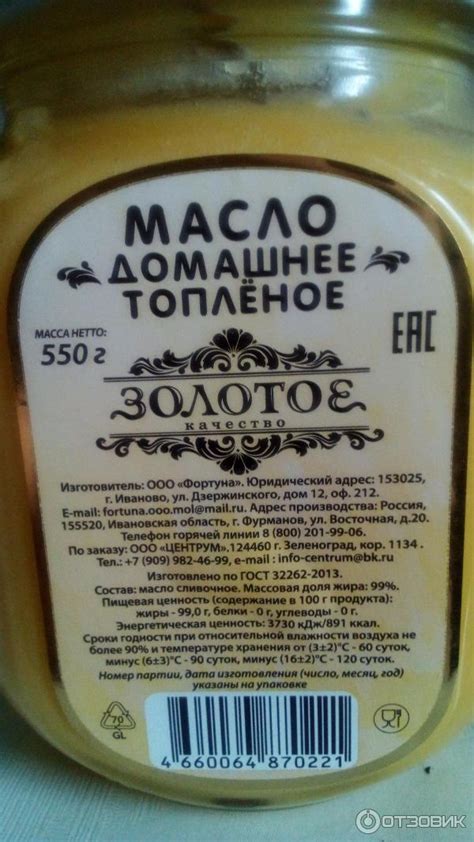 МАСЛО
ДОМАШНЕЕ
ТОПЛЁНОЕ
МАССА НЕТТО:
550 г
EAC
ЗОЛОТОЕ
качество
Изготовитель: ООО «Фортуна». Юридический адрес: 153025,
г. Иваново, ул. Дзержинского, дом 12, оф. 212.
E-mail: fortuna.ooo.mol@mail.ru. Адрес производства: Россия,
155520, Ивановская область, г. Фурманов, ул. Восточная, д.20.
Телефон горячей линии 8 (800) 201-99-06.
По заказу: ООО «ЦЕНТРУМ».124460 г. Зеленоград, кор. 1134 .
Тел.: +7 (909) 982-46-99, e-mail : info-centrum@bk.ru
Изготовлено по ГОСТ 32262-2013.
Состав: масло сливочное. Массовая доля жира: 99%.
Пищевая ценность (содержание в 100 г продукта):
жиры - 99,0 г, белки - 0 г, углеводы - 0 г.
Энергетическая ценность: 3730 кДж/891 ккал.
Сроки годности при относительной влажности воздуха не
более 90% и температуре хранения от (3±2)°С - 60 суток,
минус (6±3)°С - 90 суток, минус (16±2)°С - 120 суток.
Номер партии, дата изготовления (число, месяц, год)
указаны на упаковке
70
GL
4 660064 870221
ОТЗОВИК